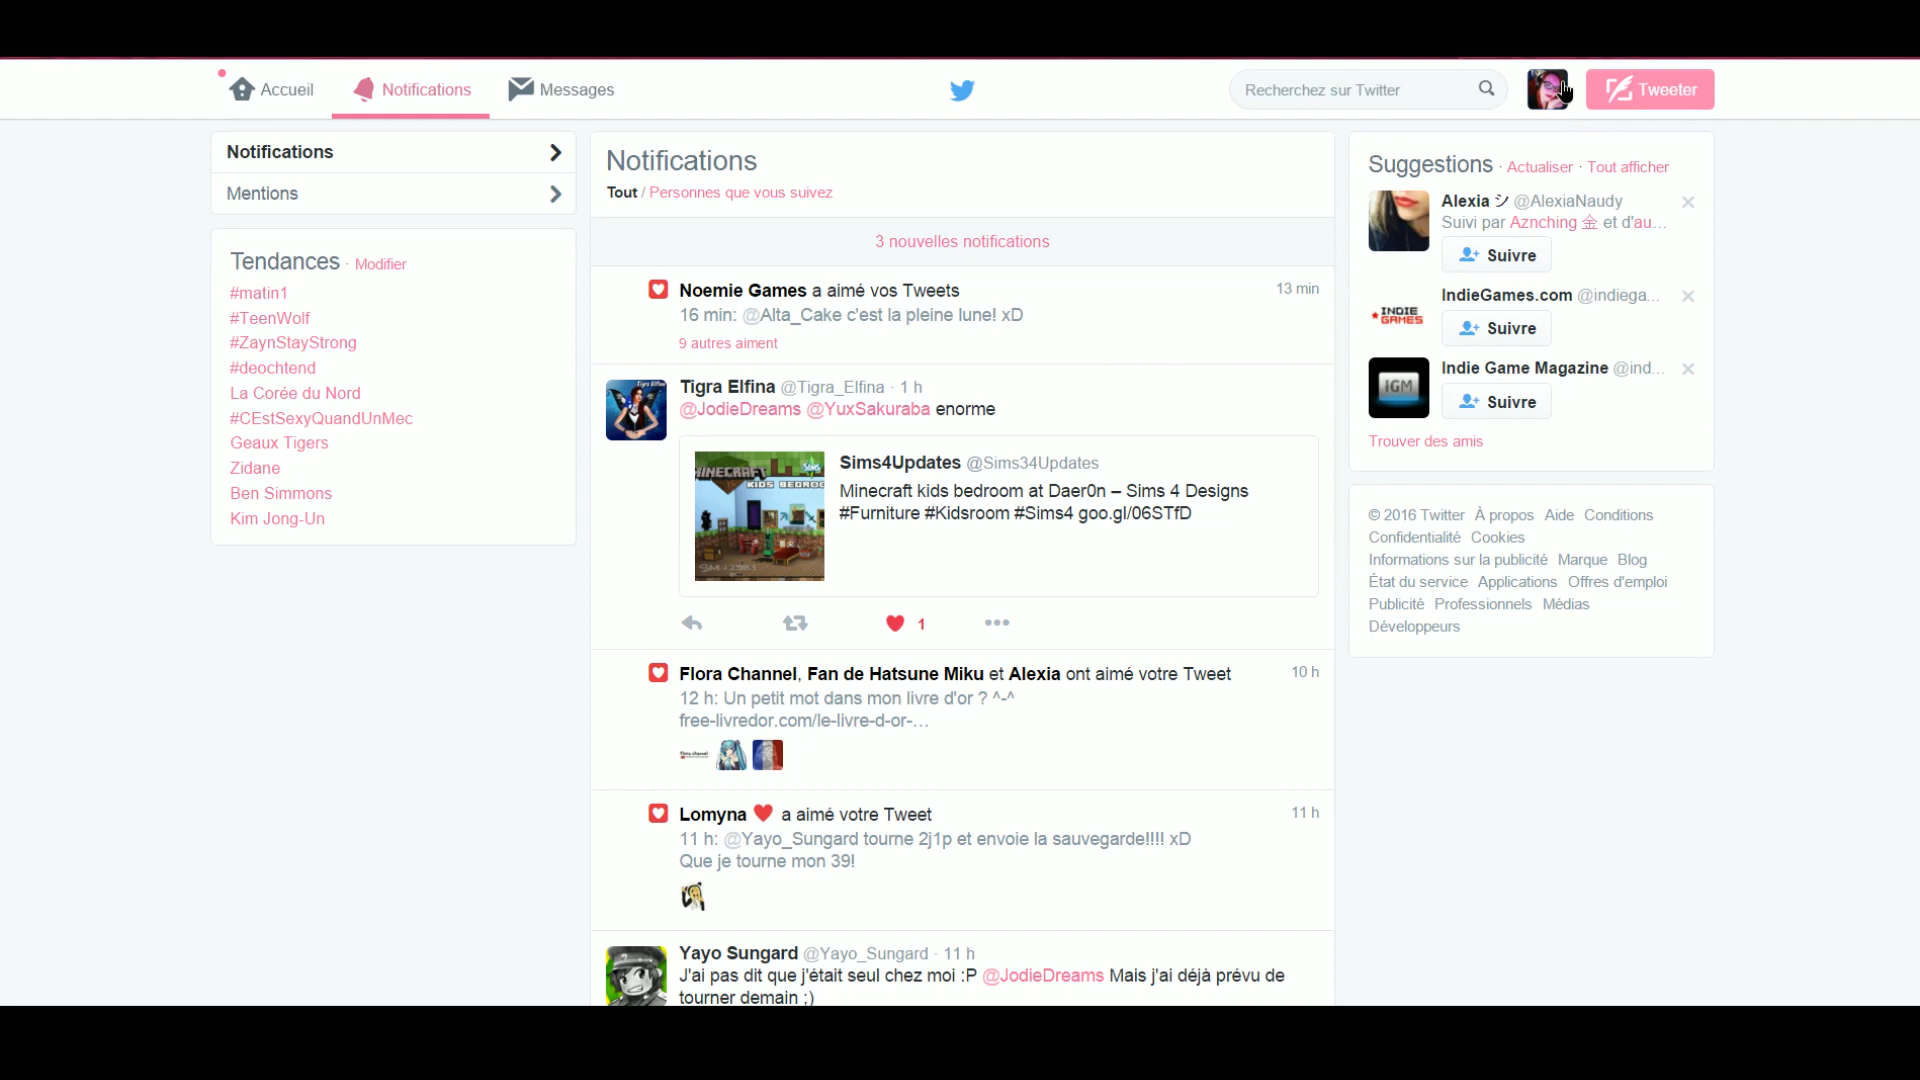 Accueil Notifications Messages
Recherchez sur Twitter
Tweeter
Notifications
Mentions
Tendances · Modifier
#matin1
#TeenWolf
#ZaynStayStrong
#deochtend
La Corée du Nord
#CEstSexyQuandUnMec
Geaux Tigers
Zidane
Ben Simmons
Kim Jong-Un
Notifications
Tout / Personnes que vous suivez
3 nouvelles notifications
Noemie Games a aimé vos Tweets 13 min
16 min: @Alta_Cake c'est la pleine lune! xD
9 autres aiment
Tigra Elfina @Tigra_Elfina · 1 h
@JodieDreams @YuxSakuraba enorme
Sims4Updates @Sims34Updates
Minecraft kids bedroom at Daer0n – Sims 4 Designs
#Furniture #Kidsroom #Sims4 goo.gl/06STfD
MINECRAFT
KIDS BEDROO
1
Flora Channel, Fan de Hatsune Miku et Alexia ont aimé votre Tweet 10 h
12 h: Un petit mot dans mon livre d'or ? ^-^
free-livredor.com/le-livre-d-or-...
Lomyna ❤ a aimé votre Tweet 11 h
11 h: @Yayo_Sungard tourne 2j1p et envoie la sauvegarde!!!! xD
Que je tourne mon 39!
Yayo Sungard @Yayo_Sungard · 11 h
J'ai pas dit que j'était seul chez moi :P @JodieDreams Mais j'ai déjà prévu de
tourner demain ;)
Suggestions · Actualiser · Tout afficher
Alexia シ @AlexiaNaudy
Suivi par Aznching 金 et d'au...
Suivre
IndieGames.com @indiega...
INDIE
GAMES
Suivre
Indie Game Magazine @ind...
IGM
Suivre
Trouver des amis
© 2016 Twitter À propos Aide Conditions
Confidentialité Cookies
Informations sur la publicité Marque Blog
État du service Applications Offres d'emploi
Publicité Professionnels Médias
Développeurs